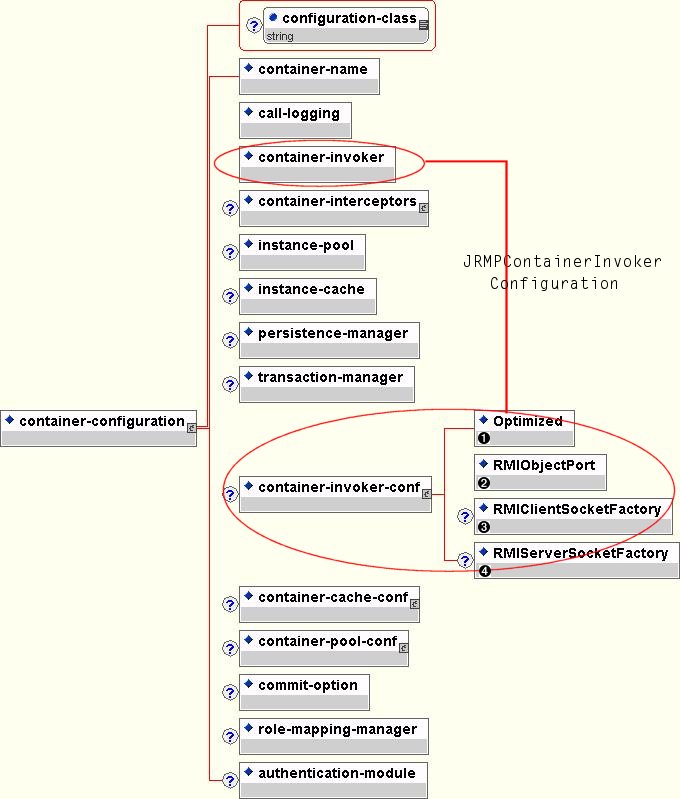 configuration-class
string
container-name
call-logging
container-invoker
container-interceptors
instance-pool
JRMPContainerInvoker
Configuration
instance-cache
persistence-manager
transaction-manager
container-configuration
Optimized
1
RMIObjectPort
2
container-invoker-conf
RMIClientSocketFactory
3
RMIServerSocketFactory
4
container-cache-conf
container-pool-conf
commit-option
role-mapping-manager
authentication-module